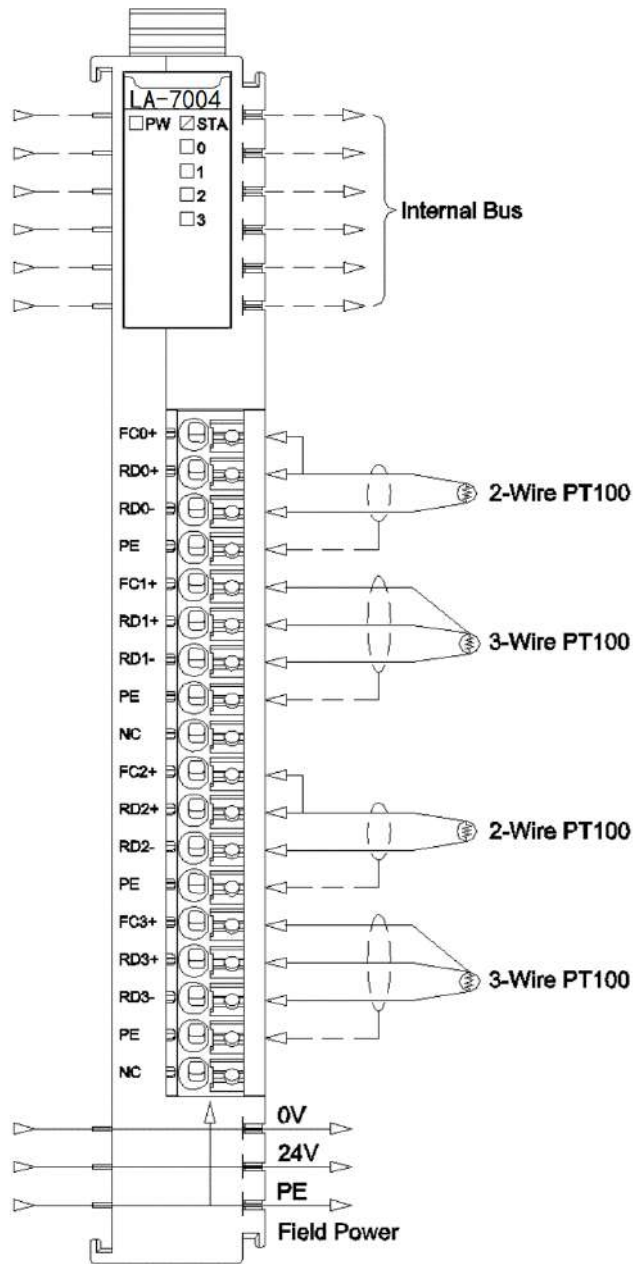 LA-7004
PW STA
0
1
2
3
Internal Bus
FC0+
RD0+
RD0-
2-Wire PT100
PE
FC1+
RD1+
3-Wire PT100
RD1-
PE
NC
FC2+
RD2+
2-Wire PT100
RD2-
PE
FC3+
RD3+
3-Wire PT100
RD3-
PE
NC
0V
24V
PE
Field Power